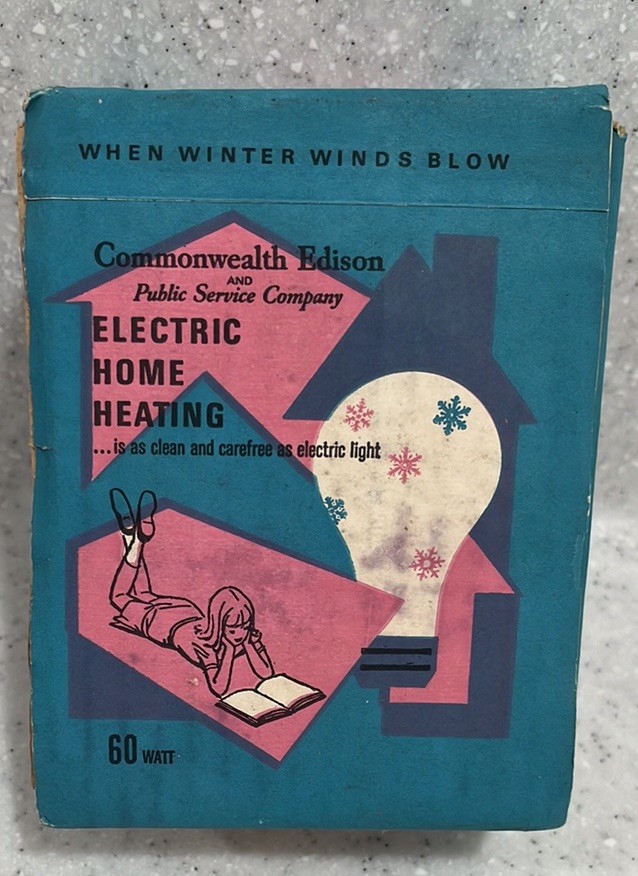 WHEN WINTER WINDS BLOW
Commonwealth Edison
AND
Public Service Company
ELECTRIC
HOME
HEATING
...is as clean and carefree as electric light
60 WATT